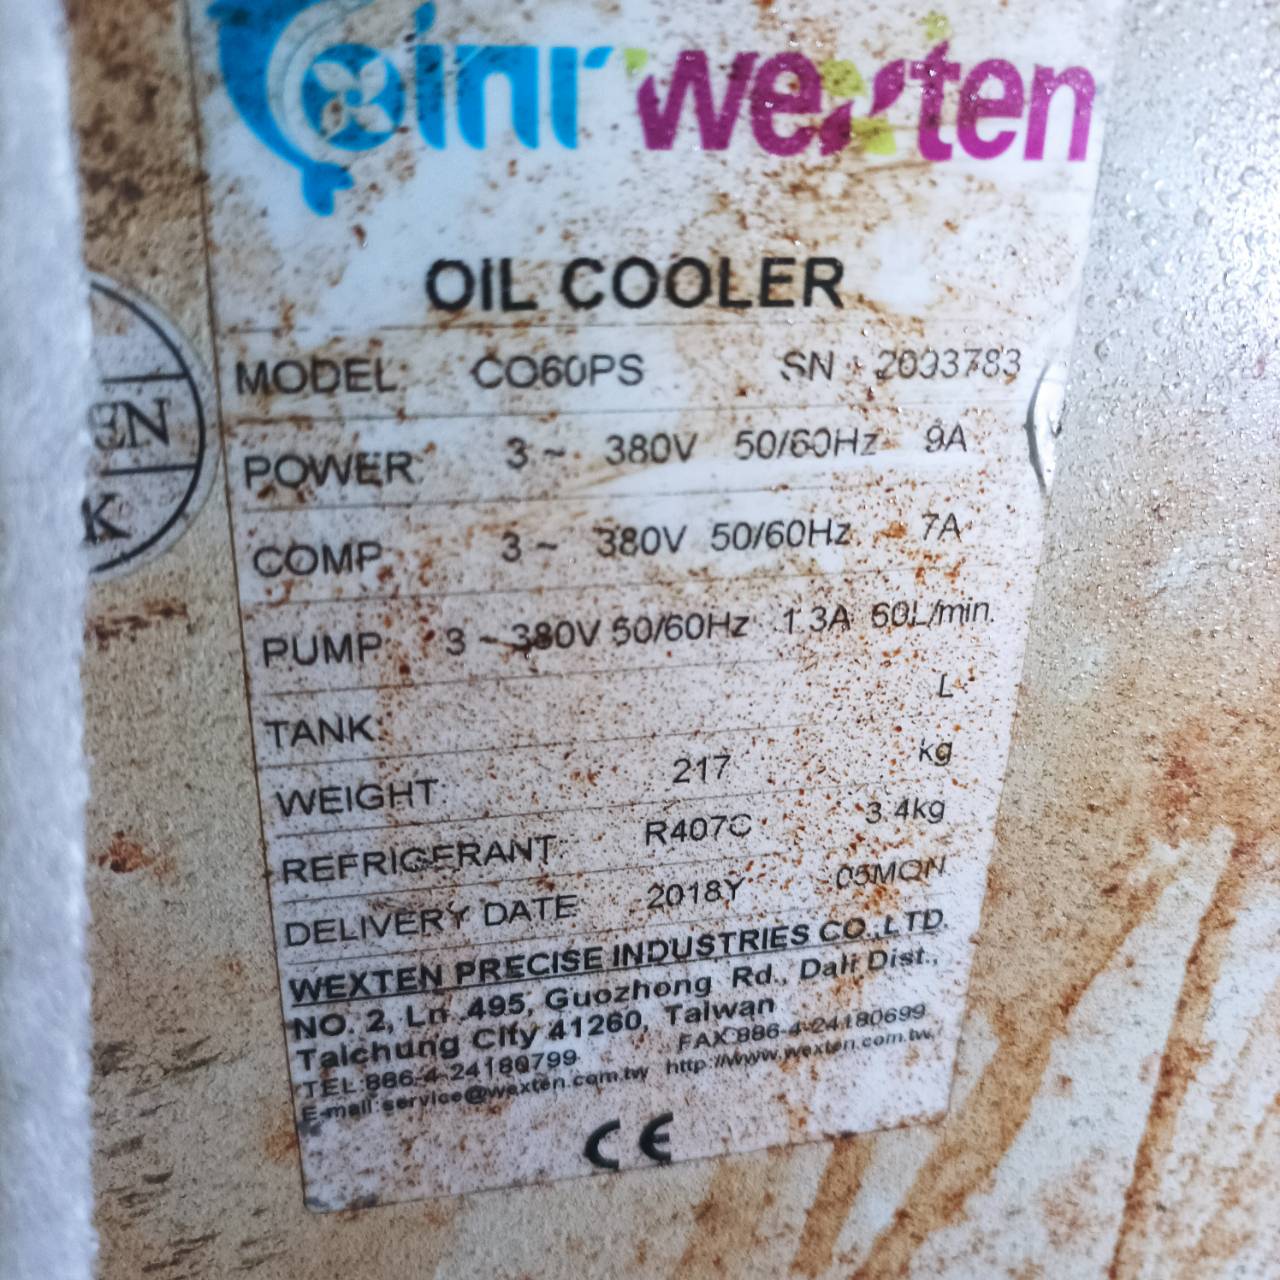 Coinr wexten
OIL COOLER
MODEL: CO60PS SN : 2003783
POWER: 3 ~ 380V 50/60Hz 9A
COMP: 3 ~ 380V 50/60Hz 7A
PUMP: 3 ~ 380V 50/60Hz 1.3A 60L/min.
TANK: L
WEIGHT: 217 kg
REFRIGERANT: R407C 3.4kg
DELIVERY DATE: 2018Y 05MON
WEXTEN PRECISE INDUSTRIES CO.,LTD.
NO. 2, Ln .495, Guozhong Rd., Dali Dist.,
Taichung City 41260, Taiwan
TEL:886-4-24180799 FAX:886-4-24180699
E-mail:service@wexten.com.tw http://www.wexten.com.tw/
CE
EN
K